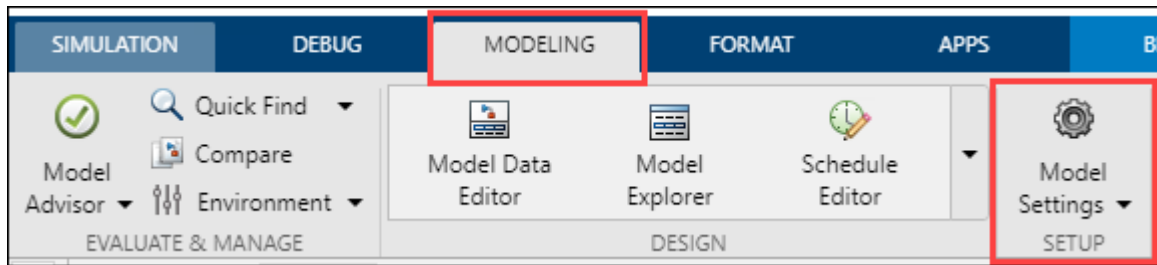 SIMULATION DEBUG MODELING FORMAT APPS B
Quick Find
Compare
Environment
Model
Advisor
Model Data
Editor
Model
Explorer
Schedule
Editor
Model
Settings
EVALUATE & MANAGE DESIGN SETUP